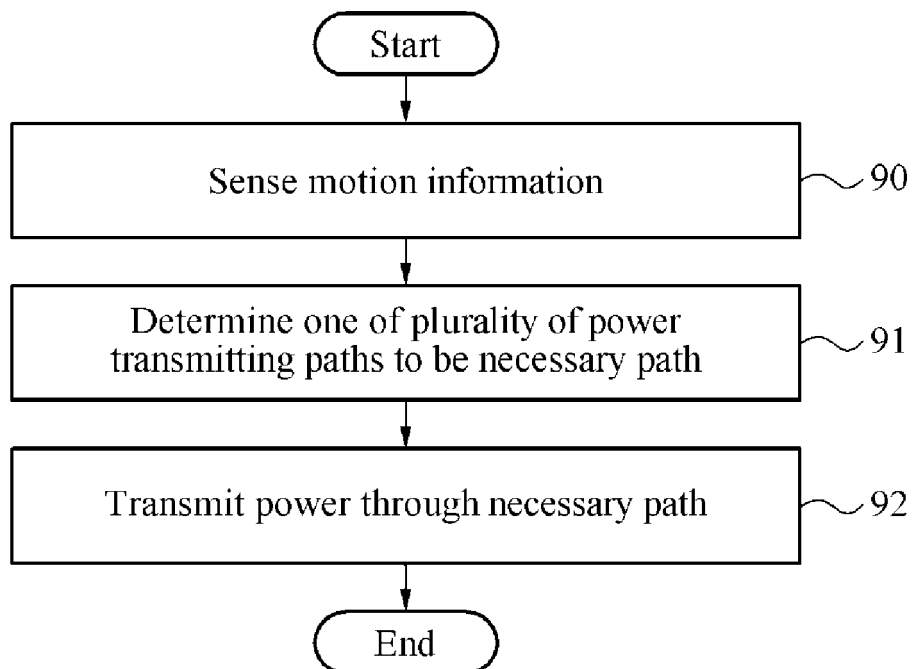 Start
Sense motion information
90
Determine one of plurality of power
transmitting paths to be necessary path
91
Transmit power through necessary path
92
End